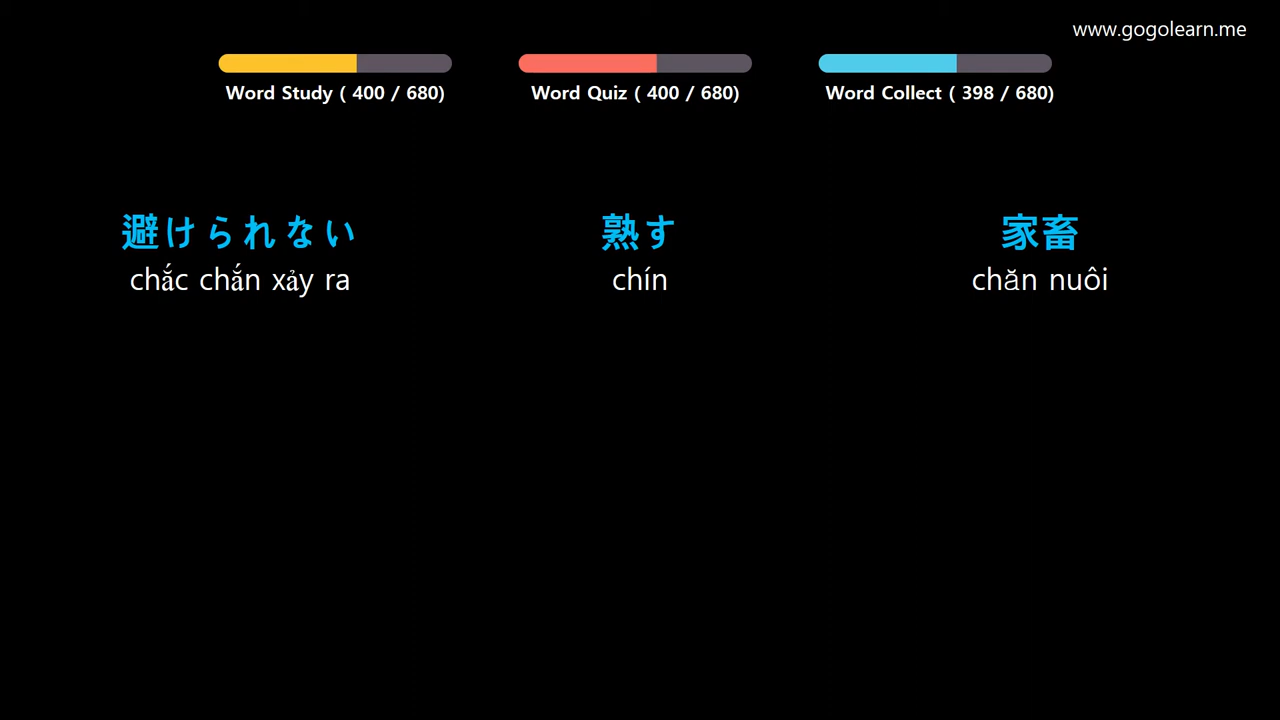 www.gogolearn.me
Word Study ( 400 / 680)
Word Quiz ( 400 / 680)
Word Collect ( 398 / 680)
避けられない
chắc chắn xảy ra
熟す
chín
家畜
chăn nuôi